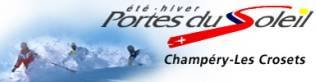 été - hiver
Portes du Soleil
Champéry-Les Crosets